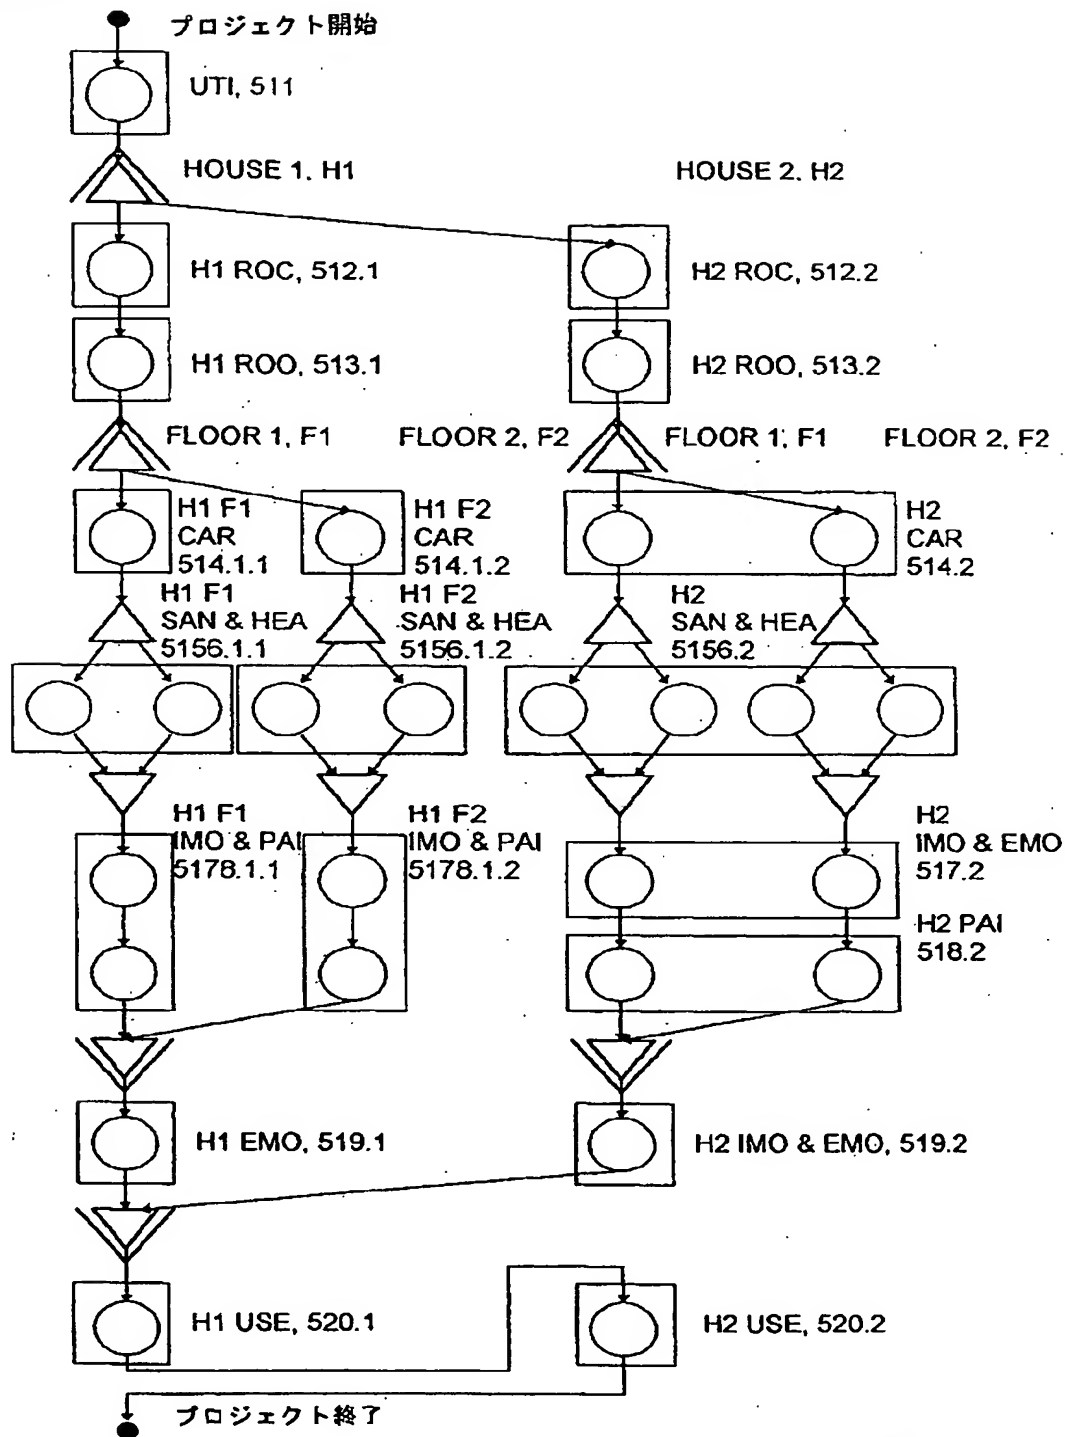 プロジェクト開始
UTI, 511
HOUSE 1, H1
HOUSE 2, H2
H1 ROC, 512.1
H2 ROC, 512.2
H1 ROO, 513.1
H2 ROO, 513.2
FLOOR 1, F1
FLOOR 2, F2
FLOOR 1, F1
FLOOR 2, F2
H1 F1
CAR
514.1.1
H1 F2
CAR
514.1.2
H2
CAR
514.2
H1 F1
SAN & HEA
5156.1.1
H1 F2
SAN & HEA
5156.1.2
H2
SAN & HEA
5156.2
H1 F1
IMO & PAI
5178.1.1
H1 F2
IMO & PAI
5178.1.2
H2
IMO & EMO
517.2
H2 PAI
518.2
H1 EMO, 519.1
H2 IMO & EMO, 519.2
H1 USE, 520.1
H2 USE, 520.2
プロジェクト終了